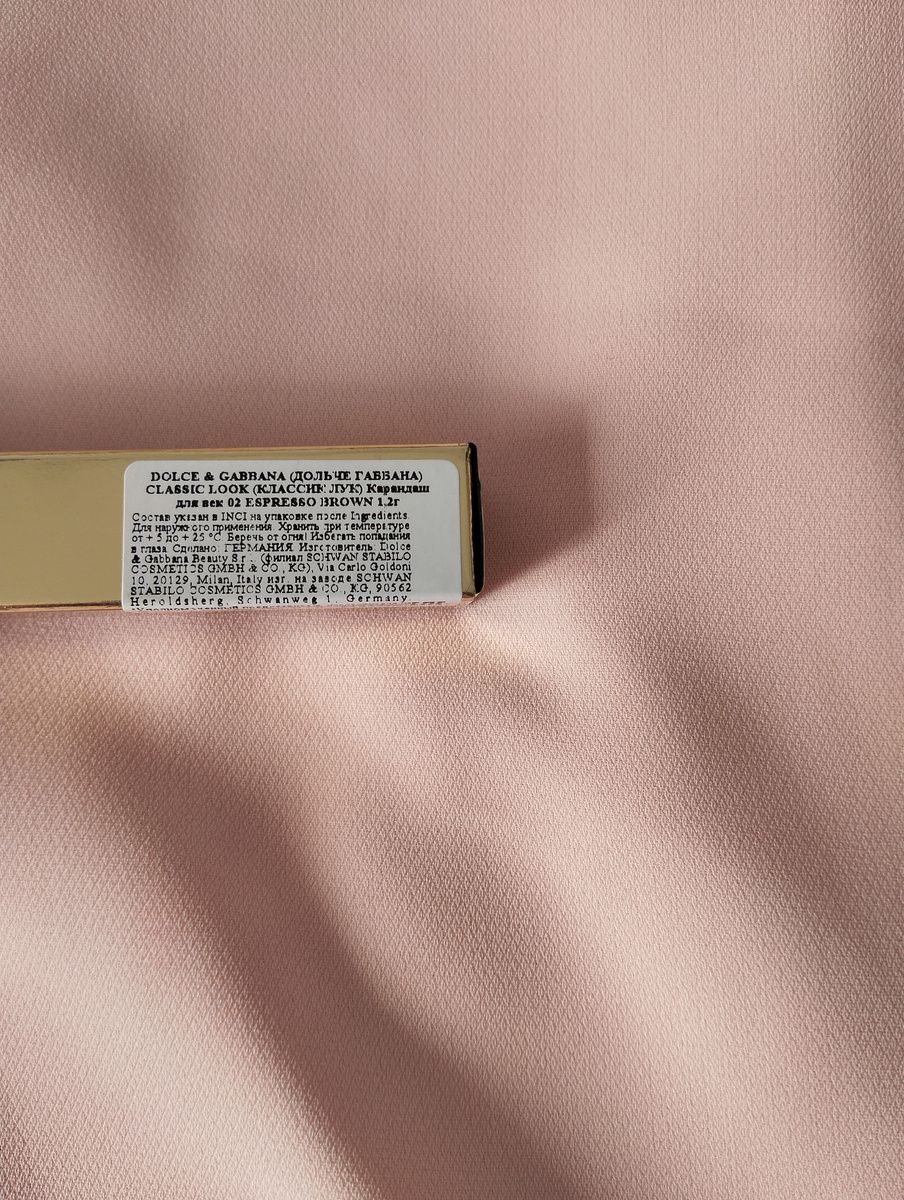 DOLCE & GABBANA (ДОЛЬЧЕ ГАББАНА)
CLASSIC LOOK (КЛАССИК ЛУК) Карандаш
для век 02 ESPRESSO BROWN 1,2г
Состав указан в INCI на упаковке после Ingredients.
Для наружного применения. Хранить при температуре
от + 5 до + 25 °C. Беречь от огня! Избегать попадания
в глаза. Сделано: ГЕРМАНИЯ. Изготовитель: Dolce
& Gabbana Beauty S.r.l. (филиал SCHWAN STABILO
COSMETICS GMBH & CO., KG), Via Carlo Goldoni
10, 20129, Milan, Italy изг. на заводе SCHWAN
STABILO COSMETICS GMBH & CO., KG, 90562
Heroldsberg, Schwanweg 1, Germany.